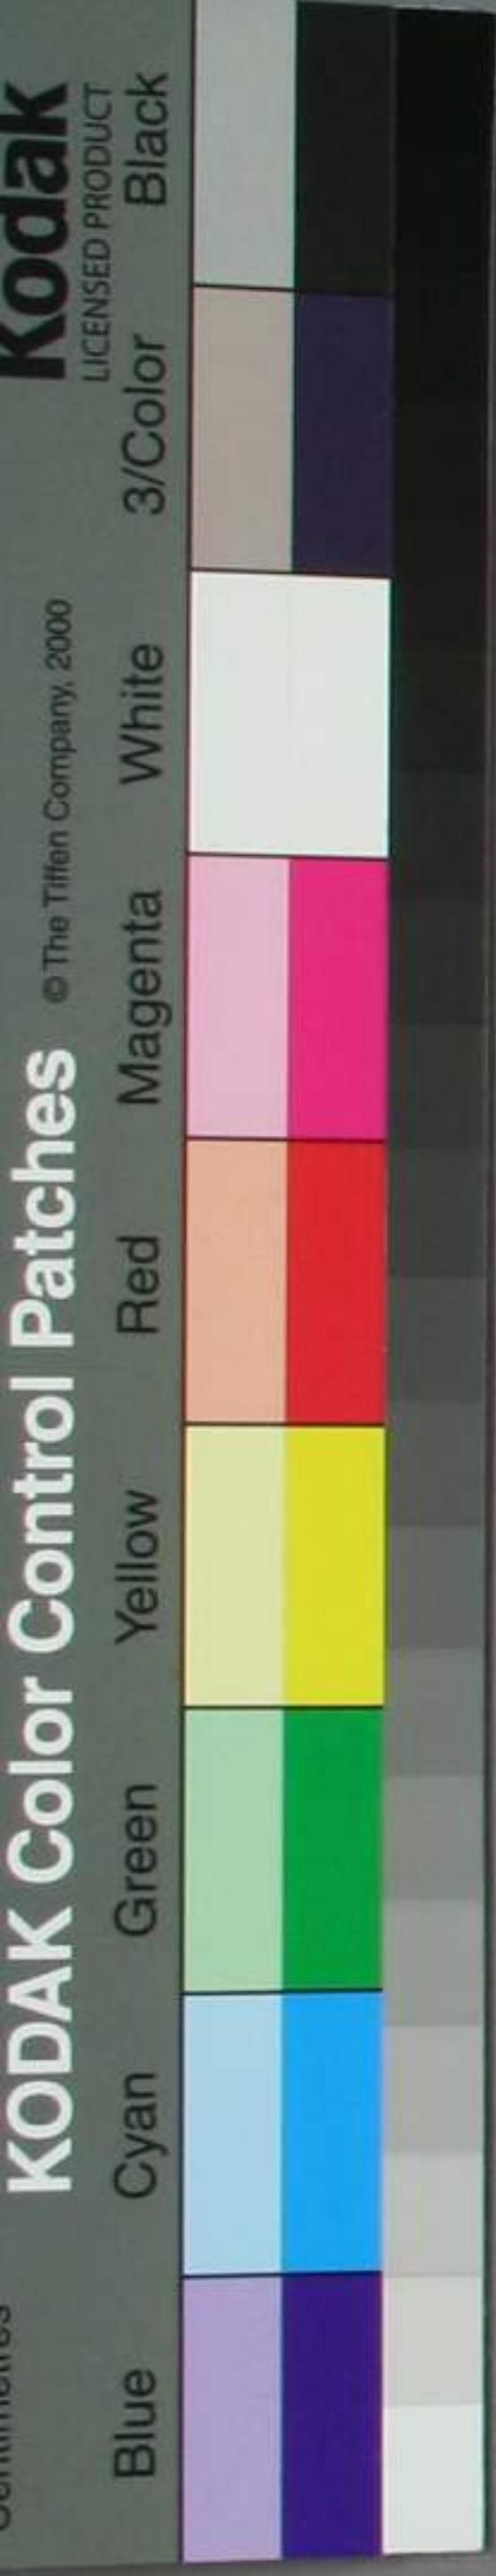 KODAK Color Control Patches
© The Tiffen Company, 2000
Kodak
LICENSED PRODUCT
Blue
Cyan
Green
Yellow
Red
Magenta
White
3/Color
Black